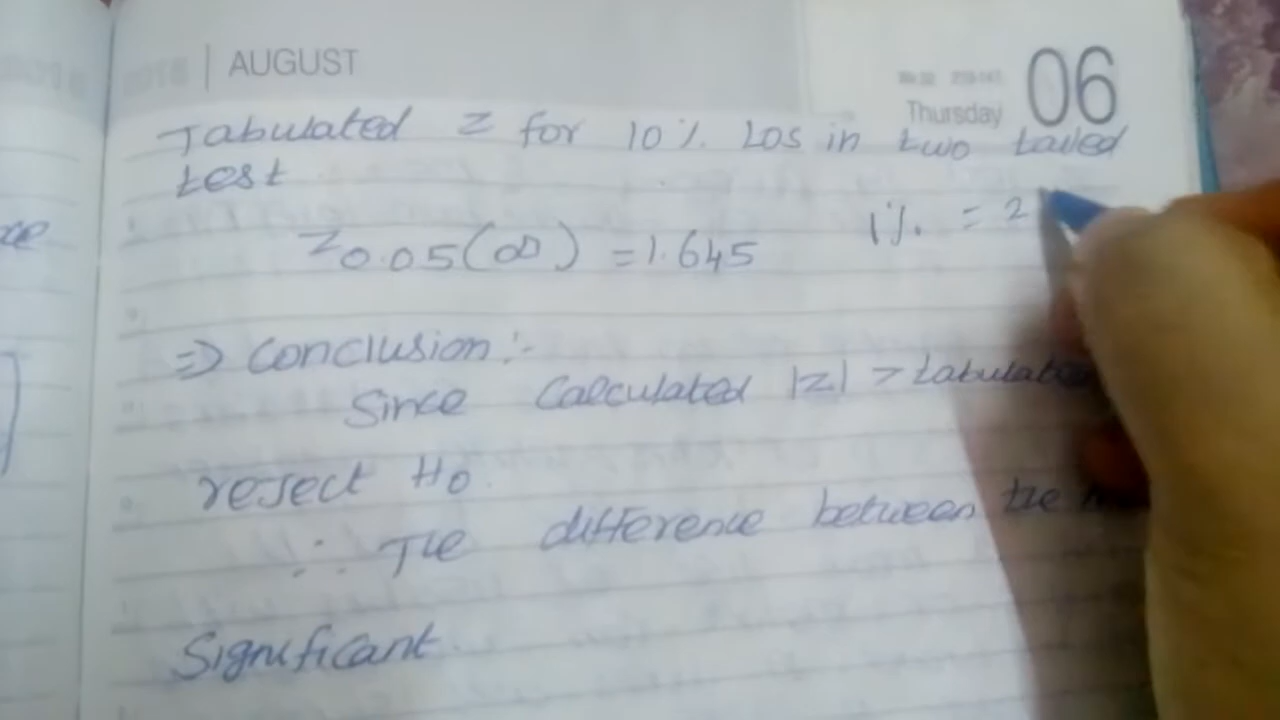 AUGUST
06
Thursday
Tabulated Z for 10% LOS in two tailed
test
1% = 2
Z0.05(∞) = 1.645
⇒ Conclusion:-
Since Calculated |Z| > tabulated
reject H0.
∴ The difference between the
Significant.